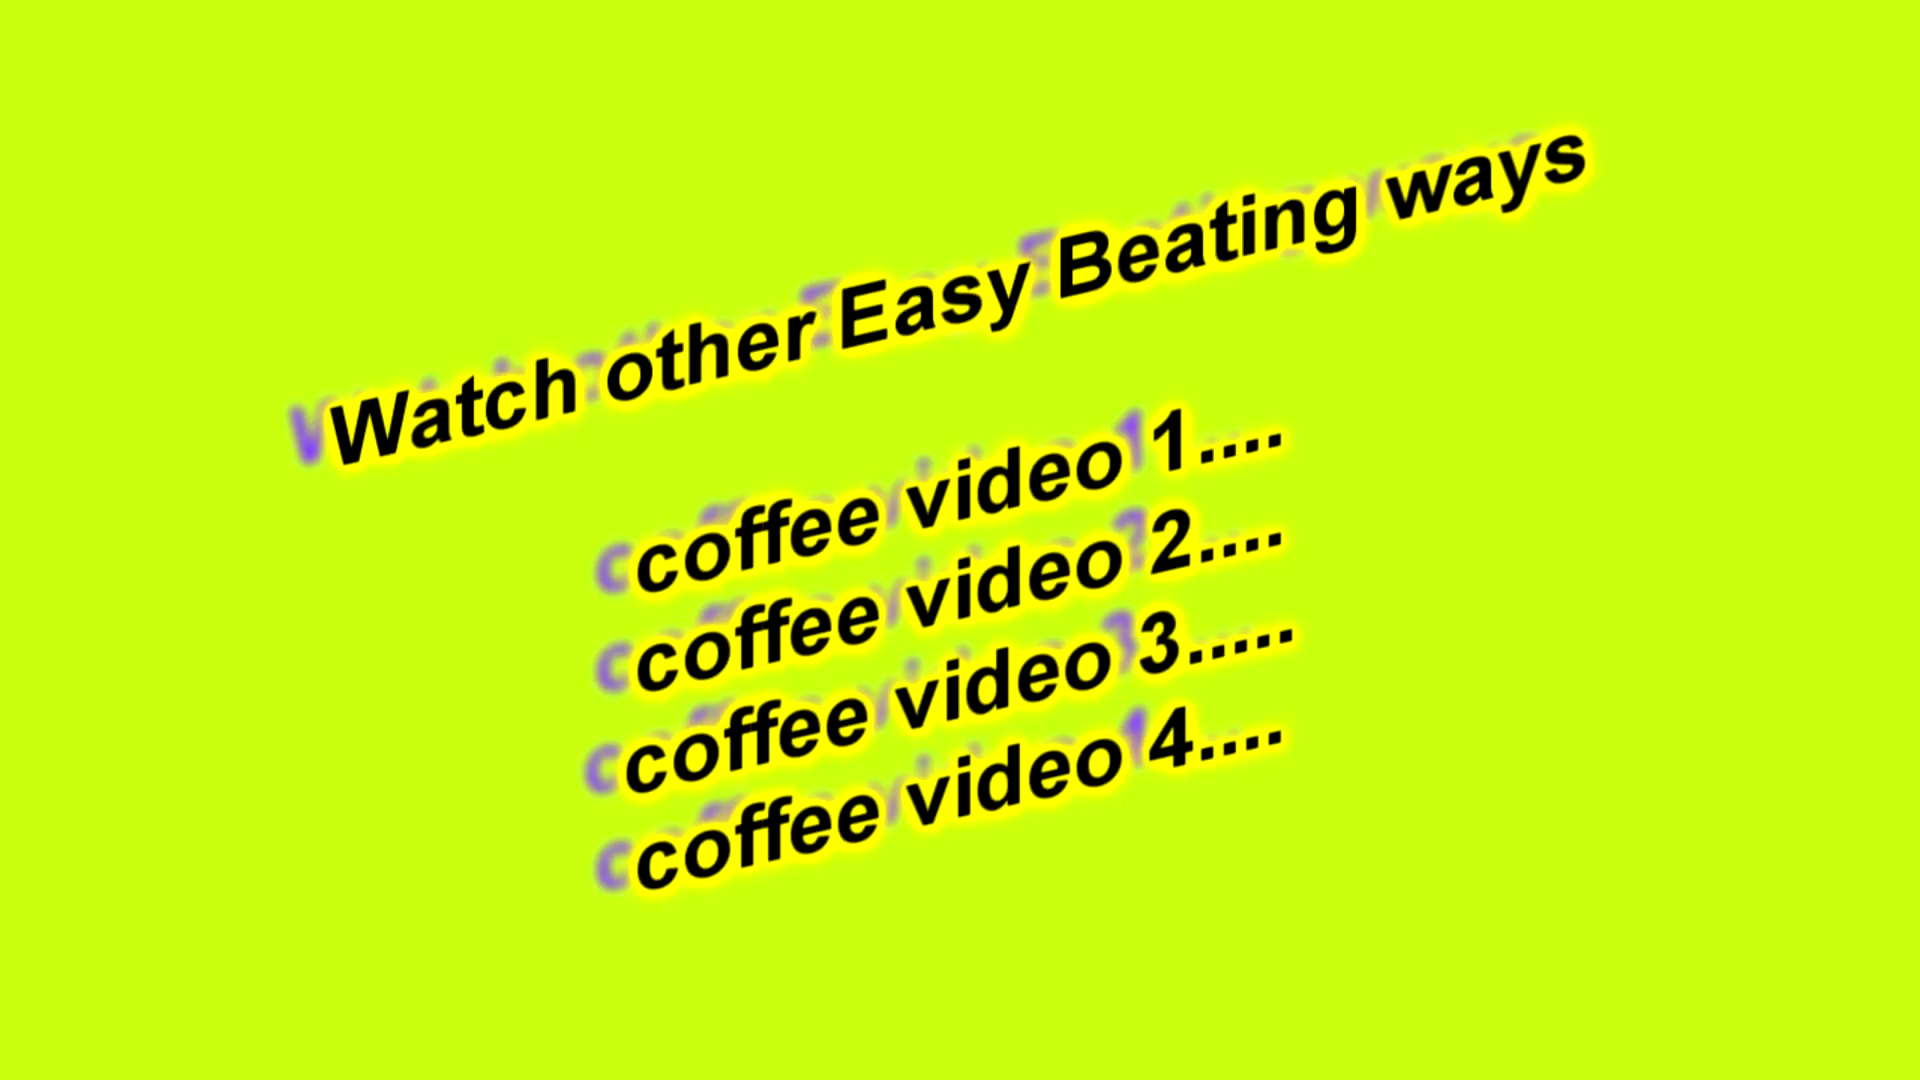 Watch other Easy Beating ways
coffee video 1....
coffee video 2....
coffee video 3.....
coffee video 4....